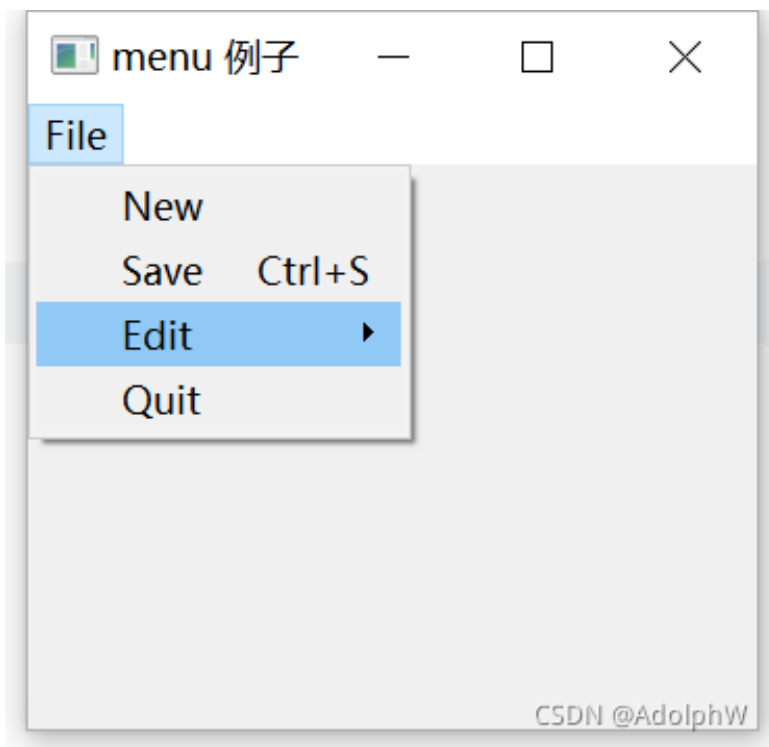 menu 例子
File
New
Save Ctrl+S
Edit
Quit
CSDN @AdolphW